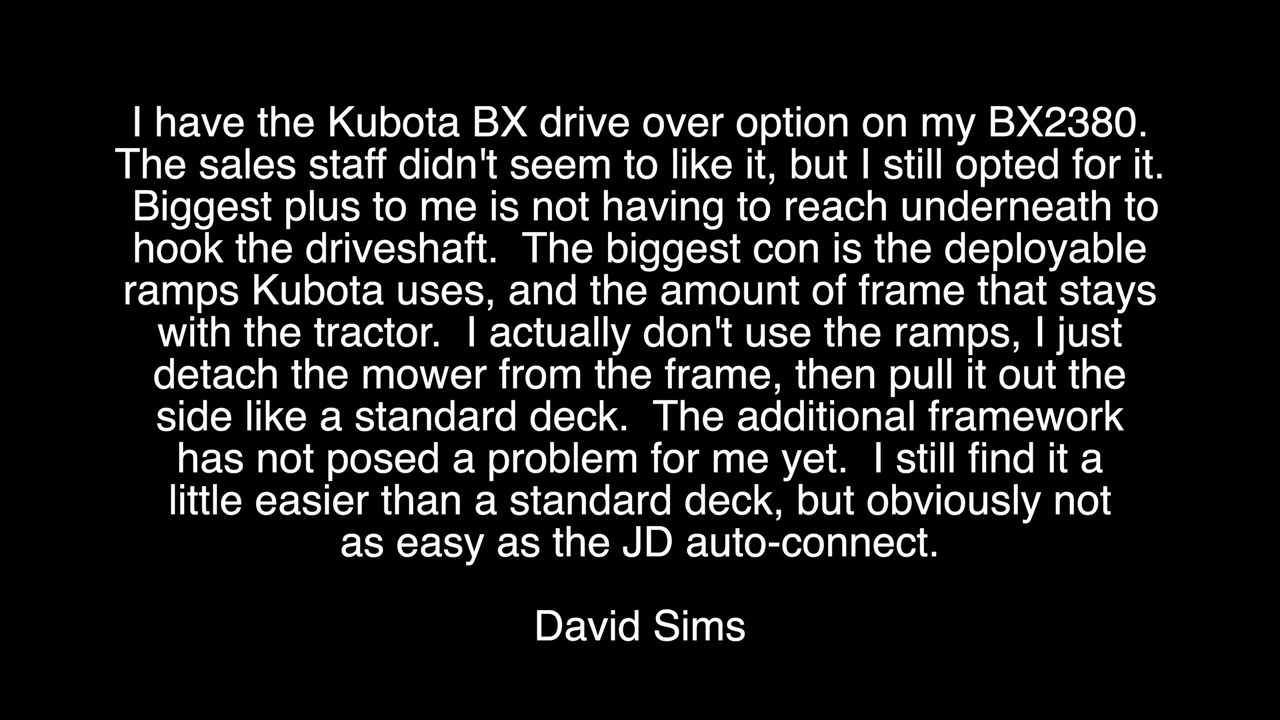 I have the Kubota BX drive over option on my BX2380.
The sales staff didn't seem to like it, but I still opted for it.
Biggest plus to me is not having to reach underneath to
hook the driveshaft.  The biggest con is the deployable
ramps Kubota uses, and the amount of frame that stays
with the tractor.  I actually don't use the ramps, I just
detach the mower from the frame, then pull it out the
side like a standard deck.  The additional framework
has not posed a problem for me yet.  I still find it a
little easier than a standard deck, but obviously not
as easy as the JD auto-connect.
David Sims